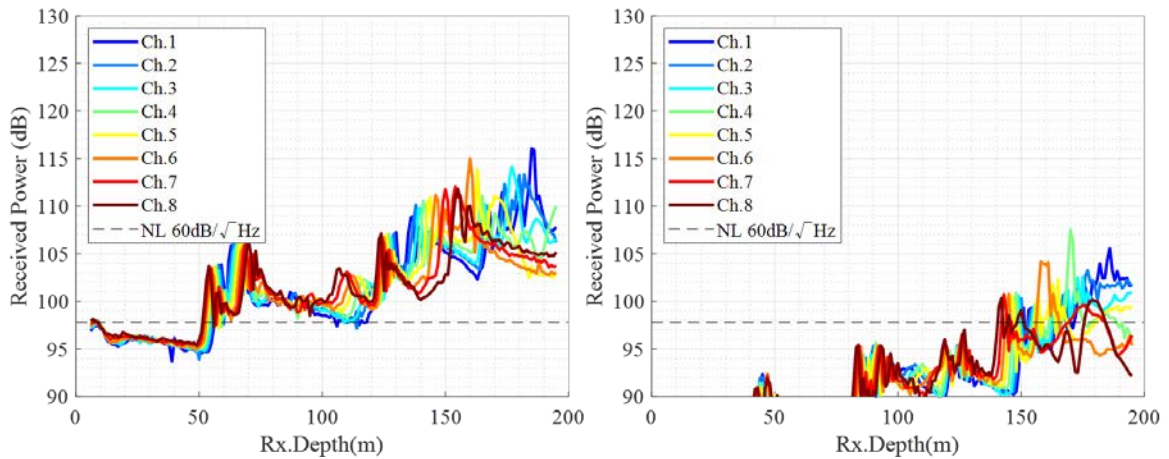 130
125
120
115
110
105
100
95
90
Received Power (dB)
Ch.1
Ch.2
Ch.3
Ch.4
Ch.5
Ch.6
Ch.7
Ch.8
NL 60dB/√Hz
0
50
100
150
200
Rx.Depth(m)
130
125
120
115
110
105
100
95
90
Received Power (dB)
Ch.1
Ch.2
Ch.3
Ch.4
Ch.5
Ch.6
Ch.7
Ch.8
NL 60dB/√Hz
0
50
100
150
200
Rx.Depth(m)